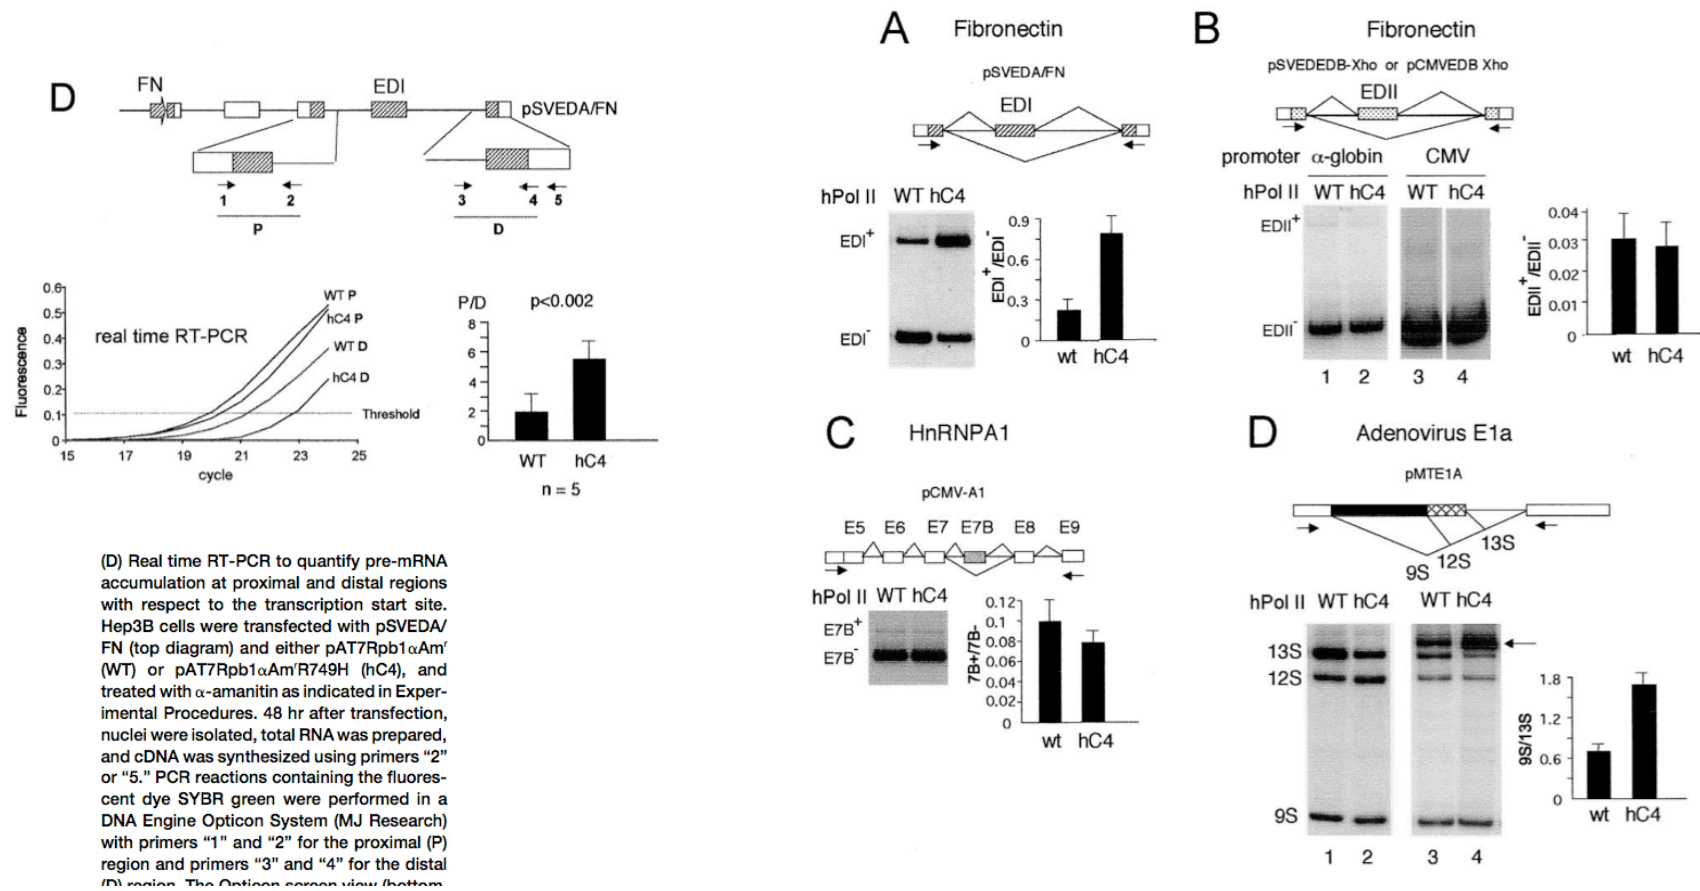 D
FN
EDI
pSVEDA/FN
1 2 3 4 5
P D
0.6
0.5
0.4
0.3
0.2
0.1
0
Fluorescence
real time RT-PCR
WT P
hC4 P
WT D
hC4 D
Threshold
15 17 19 21 23 25
cycle
P/D p<0.002
8
6
4
2
0
WT hC4
n = 5
(D) Real time RT-PCR to quantify pre-mRNA
accumulation at proximal and distal regions
with respect to the transcription start site.
Hep3B cells were transfected with pSVEDA/
FN (top diagram) and either pAT7Rpb1αAmʳ
(WT) or pAT7Rpb1αAmʳR749H (hC4), and
treated with α-amanitin as indicated in Exper-
imental Procedures. 48 hr after transfection,
nuclei were isolated, total RNA was prepared,
and cDNA was synthesized using primers “2”
or “5.” PCR reactions containing the fluores-
cent dye SYBR green were performed in a
DNA Engine Opticon System (MJ Research)
with primers “1” and “2” for the proximal (P)
region and primers “3” and “4” for the distal
(D) region. The Opticon screen view (bottom,
A Fibronectin
pSVEDA/FN
EDI
hPol II WT hC4
EDI⁺
EDI⁻
EDI⁺/EDI⁻
0.9
0.6
0.3
0
wt hC4
B Fibronectin
pSVEDEDB-Xho or pCMVEDB Xho
EDII
promoter α-globin CMV
hPol II WT hC4 WT hC4
EDII⁺
EDII⁻
1 2 3 4
EDII⁺/EDII⁻
0.04
0.03
0.02
0.01
0
wt hC4
C HnRNPA1
pCMV-A1
E5 E6 E7 E7B E8 E9
hPol II WT hC4
E7B⁺
E7B⁻
7B+/7B-
0.12
0.10
0.08
0.06
0.04
0.02
0
wt hC4
D Adenovirus E1a
pMTE1A
13S
12S
9S
hPol II WT hC4 WT hC4
13S
12S
9S
1 2 3 4
9S/13S
1.8
1.2
0.6
0
wt hC4